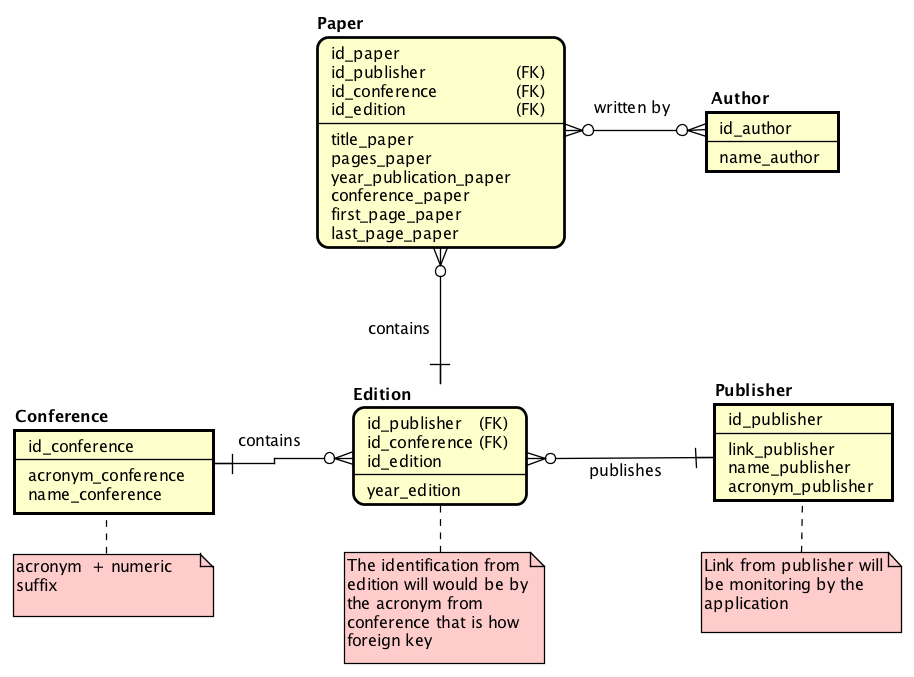 Paper
id_paper
id_publisher (FK)
id_conference (FK)
id_edition (FK)
title_paper
pages_paper
year_publication_paper
conference_paper
first_page_paper
last_page_paper
written by
Author
id_author
name_author
contains
Conference
id_conference
acronym_conference
name_conference
contains
Edition
id_publisher (FK)
id_conference (FK)
id_edition
year_edition
publishes
Publisher
id_publisher
link_publisher
name_publisher
acronym_publisher
acronym + numeric
suffix
The identification from
edition will would be by
the acronym from
conference that is how
foreign key
Link from publisher will
be monitoring by the
application